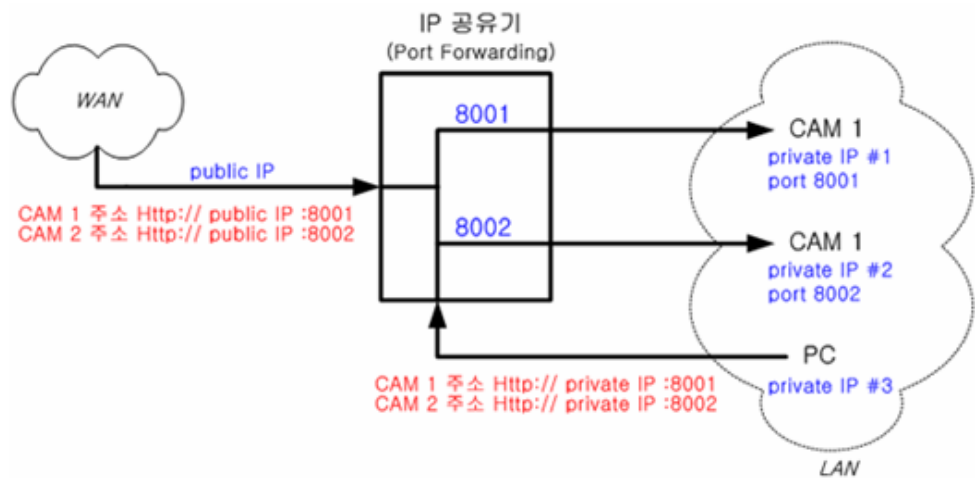 IP 공유기
(Port Forwarding)
WAN
public IP
CAM 1 주소 Http:// public IP :8001
CAM 2 주소 Http:// public IP :8002
8001
8002
CAM 1
private IP #1
port 8001
CAM 1
private IP #2
port 8002
PC
private IP #3
CAM 1 주소 Http:// private IP :8001
CAM 2 주소 Http:// private IP :8002
LAN